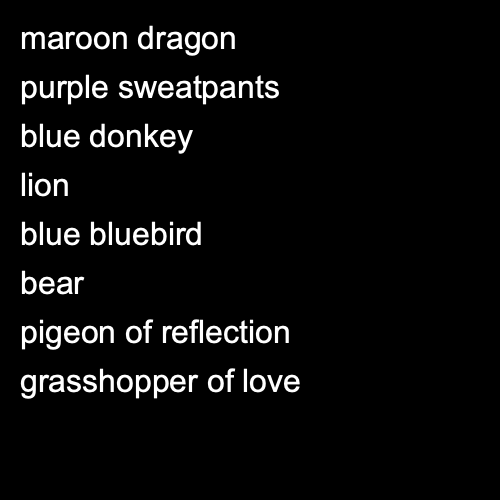 maroon dragon
purple sweatpants
blue donkey
lion
blue bluebird
bear
pigeon of reflection
grasshopper of love